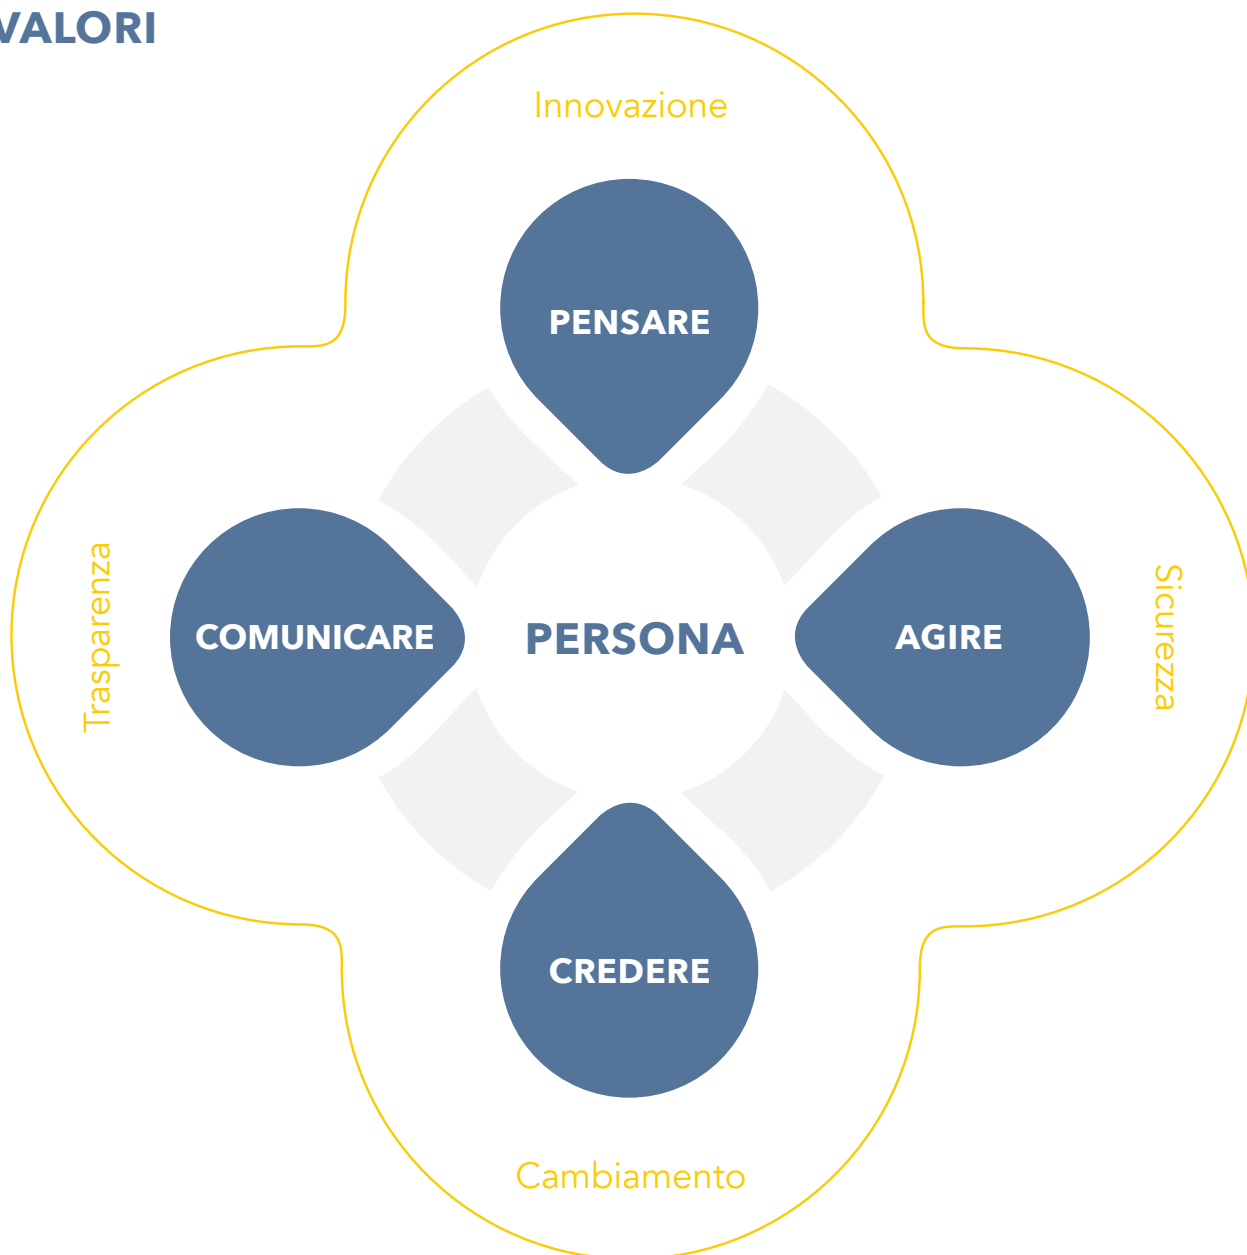 VALORI
Innovazione
PENSARE
Trasparenza
COMUNICARE
PERSONA
AGIRE
Sicurezza
CREDERE
Cambiamento